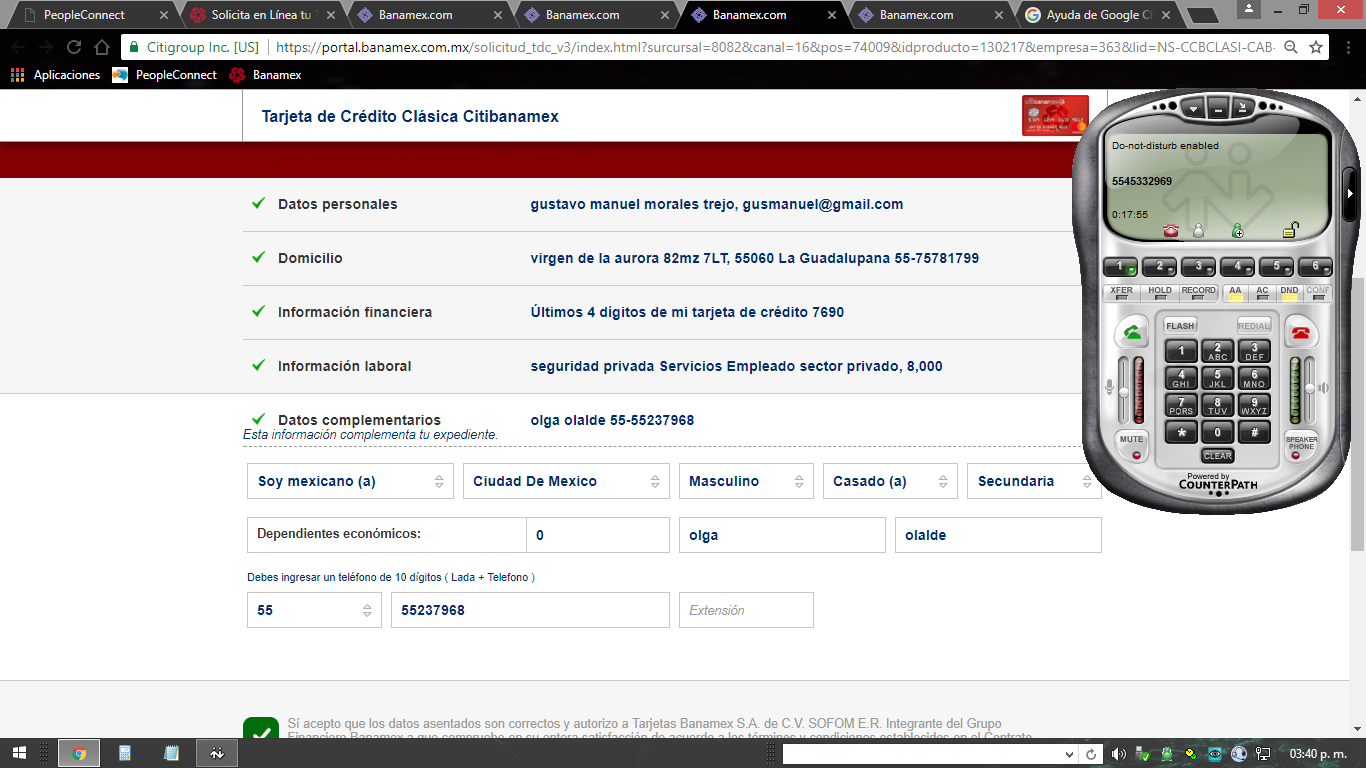 PeopleConnect
Solicita en Línea tu T
Banamex.com
Banamex.com
Banamex.com
Banamex.com
Ayuda de Google Ch
Citigroup Inc. [US] https://portal.banamex.com.mx/solicitud_tdc_v3/index.html?surcursal=8082&canal=16&pos=74009&idproducto=130217&empresa=363&lid=NS-CCBCLASI-CAB-
Aplicaciones PeopleConnect Banamex
Tarjeta de Crédito Clásica Citibanamex
Datos personales gustavo manuel morales trejo, gusmanuel@gmail.com
Domicilio virgen de la aurora 82mz 7LT, 55060 La Guadalupana 55-75781799
Información financiera Últimos 4 dígitos de mi tarjeta de crédito 7690
Información laboral seguridad privada Servicios Empleado sector privado, 8,000
Datos complementarios olga olalde 55-55237968
Esta información complementa tu expediente.
Soy mexicano (a) Ciudad De Mexico Masculino Casado (a) Secundaria
Dependientes económicos: 0 olga olalde
Debes ingresar un teléfono de 10 dígitos ( Lada + Telefono )
55 55237968 Extensión
Sí acepto que los datos asentados son correctos y autorizo a Tarjetas Banamex S.A. de C.V. SOFOM E.R. Integrante del Grupo
Financiero Banamex a que compruebe en su entera satisfacción de acuerdo a los términos y condiciones establecidos en el Contrato
Do-not-disturb enabled
5545332969
0:17:55
1 2 3 4 5 6
XFER HOLD RECORD AA AC DND CONF
FLASH REDIAL
1 2 ABC 3 DEF
4 GHI 5 JKL 6 MNO
7 PQRS 8 TUV 9 WXYZ
* 0 #
MUTE CLEAR SPEAKER PHONE
Powered by
COUNTERPATH
03:40 p. m.